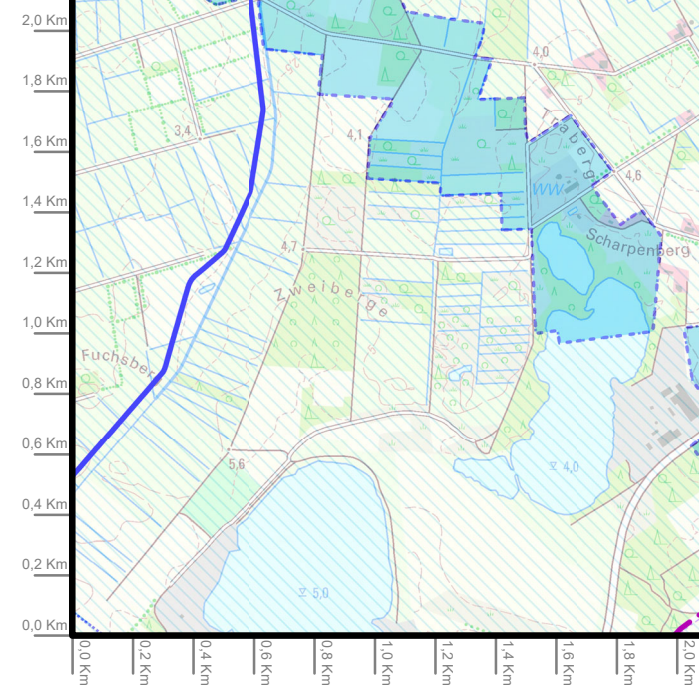 2,0 Km
1,8 Km
1,6 Km
1,4 Km
1,2 Km
1,0 Km
0,8 Km
0,6 Km
0,4 Km
0,2 Km
0,0 Km
4,0
3,4
4,1
raberg
4,6
WW
4,7
Scharpenberg
Zweiberge
Fuchsber
5,6
4,0
5,0
0,0 Km
0,2 Km
0,4 Km
0,6 Km
0,8 Km
1,0 Km
1,2 Km
1,4 Km
1,6 Km
1,8 Km
2,0 Km